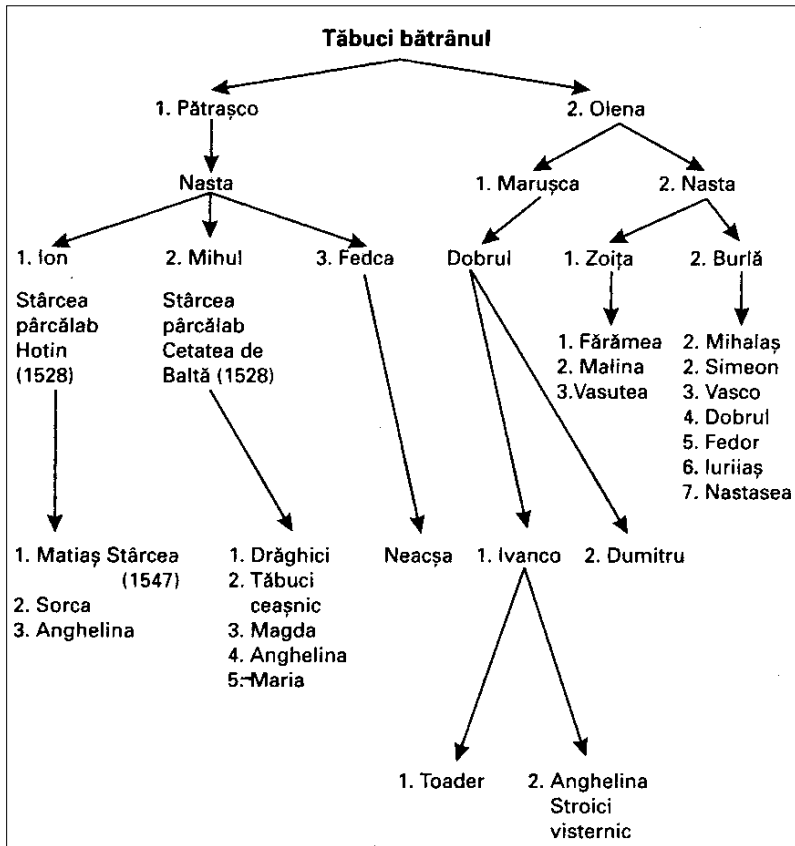 Tăbuci bătrânul
1. Pătrașco
2. Olena
Nasta
1. Marușca
2. Nasta
1. Ion
2. Mihul
3. Fedca
Dobrul
1. Zoița
2. Burlă
Stârcea
pârcălab
Hotin
(1528)
Stârcea
pârcălab
Cetatea de
Baltă (1528)
1. Fărâmea
2. Malina
3.Vasutea
2. Mihalaș
2. Simeon
3. Vasco
4. Dobrul
5. Fedor
6. Iuriiaș
7. Nastasea
1. Matiaș Stârcea
(1547)
2. Sorca
3. Anghelina
1. Drăghici
2. Tăbuci
ceașnic
3. Magda
4. Anghelina
5. Maria
Neacșa
1. Ivanco
2. Dumitru
1. Toader
2. Anghelina
Stroici
visternic